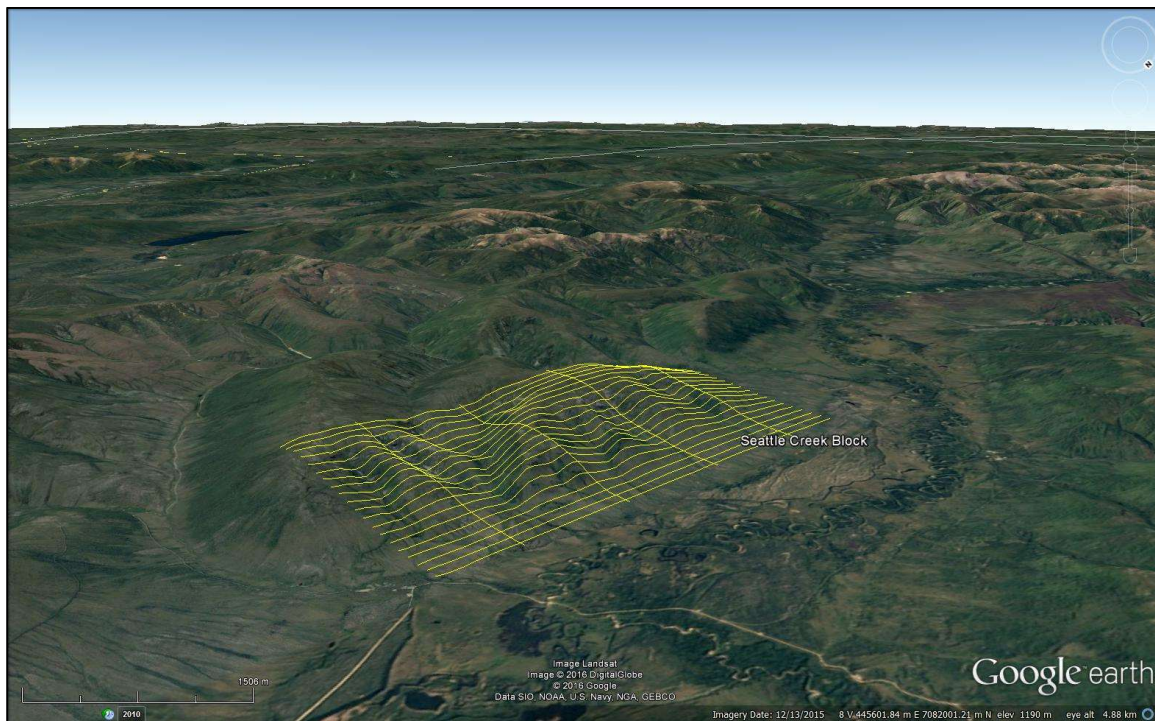 Seattle Creek Block
Image Landsat
Image © 2016 DigitalGlobe
© 2016 Google
Data SIO, NOAA, U.S. Navy, NGA, GEBCO
Google earth
1506 m
2010
Imagery Date: 12/13/2015 8 V 445601.84 m E 7082001.21 m N elev 1190 m eye alt 4.88 km